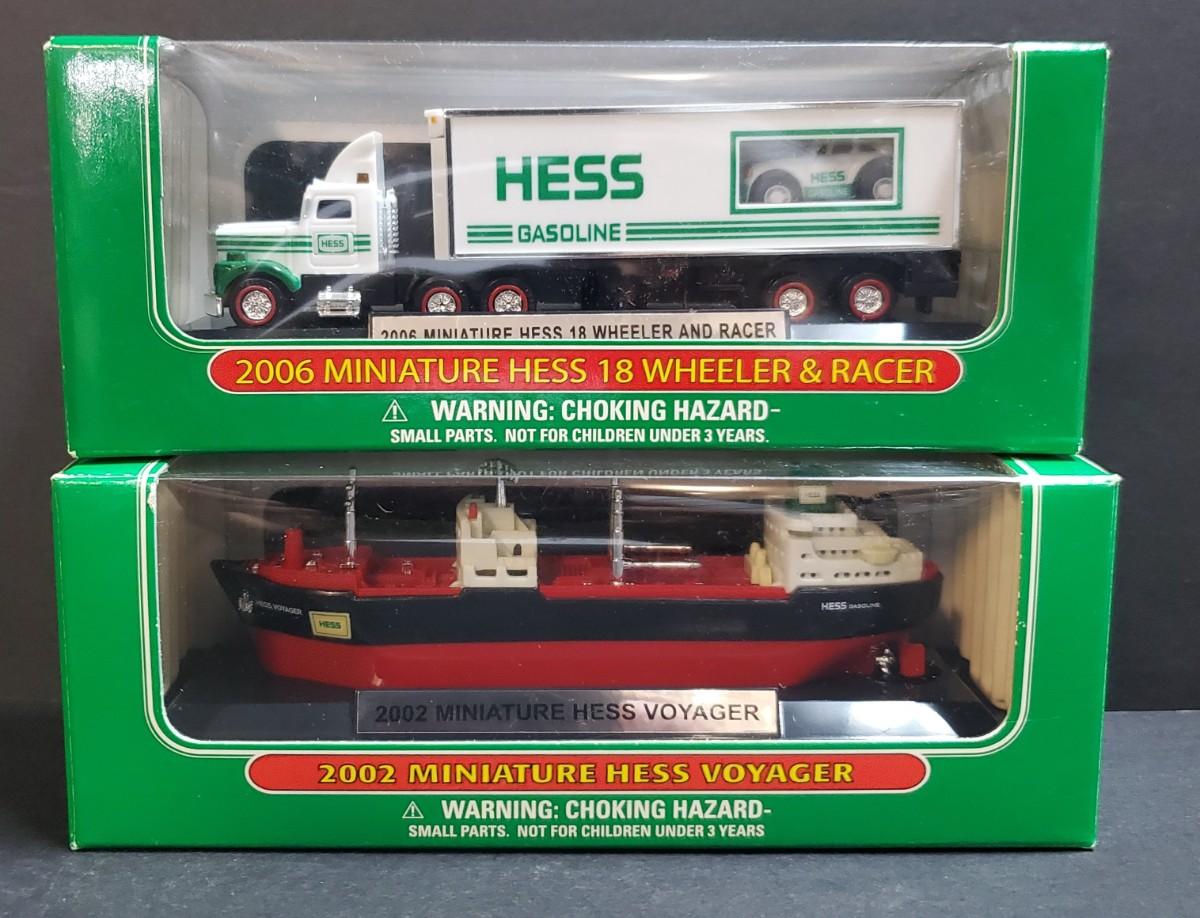 HESS
HESS
GASOLINE
HESS
GASOLINE
2006 MINIATURE HESS 18 WHEELER AND RACER
2006 MINIATURE HESS 18 WHEELER & RACER
⚠ WARNING: CHOKING HAZARD-
SMALL PARTS. NOT FOR CHILDREN UNDER 3 YEARS.
HESS
HESS VOYAGER
HESS
HESS GASOLINE
2002 MINIATURE HESS VOYAGER
2002 MINIATURE HESS VOYAGER
⚠ WARNING: CHOKING HAZARD-
SMALL PARTS. NOT FOR CHILDREN UNDER 3 YEARS